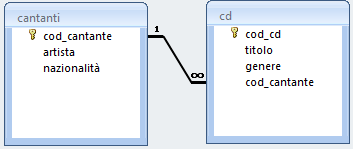 cantanti
cod_cantante
artista
nazionalità
1
∞
cd
cod_cd
titolo
genere
cod_cantante